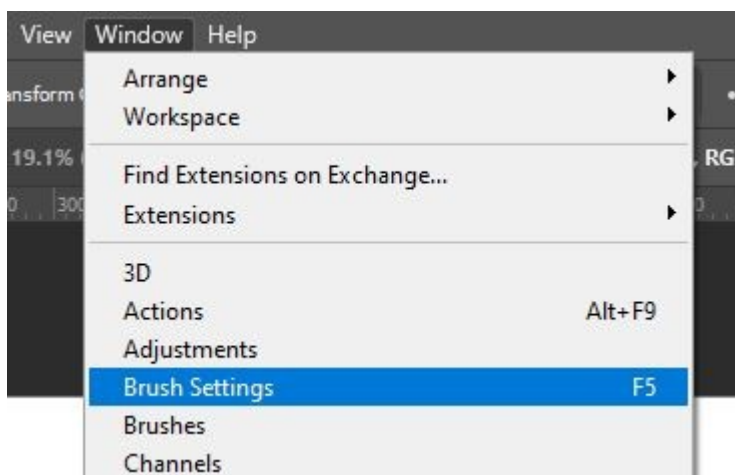 View Window Help
Arrange
Workspace
19.1%
RG
Find Extensions on Exchange...
300
Extensions
3D
Actions Alt+F9
Adjustments
Brush Settings F5
Brushes
Channels